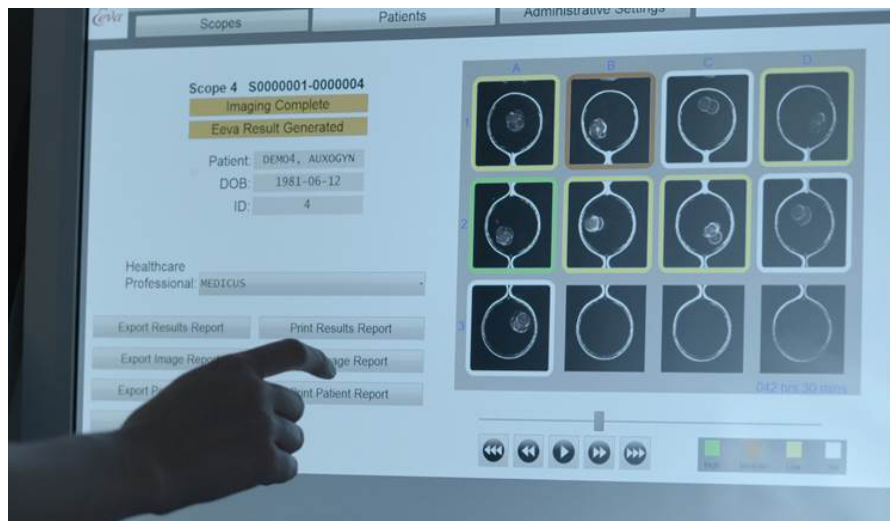 Eeva
Scopes
Patients
Administrative Settings
Scope 4 S0000001-0000004
Imaging Complete
Eeva Result Generated
Patient: DEMO4, AUXOGYN
DOB: 1981-06-12
ID: 4
Healthcare
Professional: MEDICUS
Export Results Report
Print Results Report
Export Image Report
age Report
Export
Print Patient Report
A B C D
1
2
3
042 hrs 30 mins
High
Low